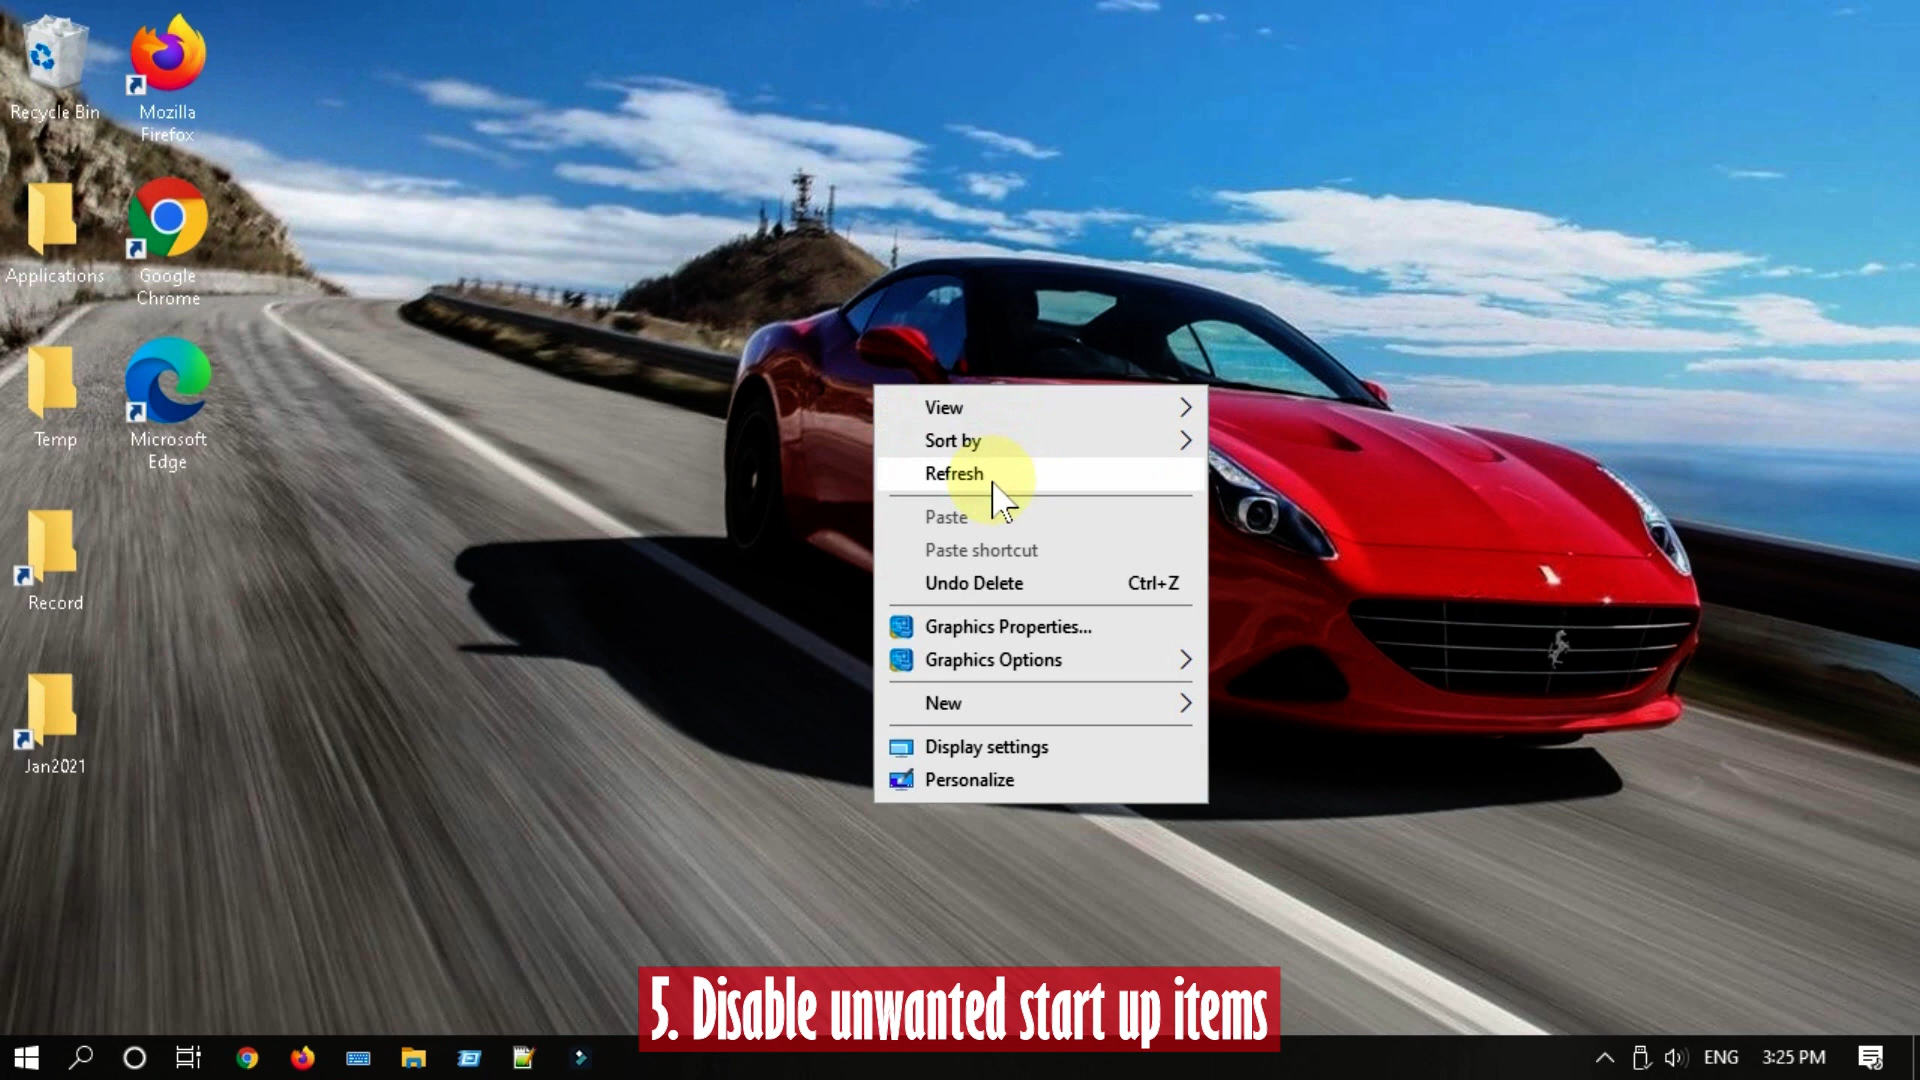 Recycle Bin
Mozilla
Firefox
Applications
Google
Chrome
Temp
Microsoft
Edge
Record
Jan2021
View
Sort by
Refresh
Paste
Paste shortcut
Undo Delete Ctrl+Z
Graphics Properties...
Graphics Options
New
Display settings
Personalize
5. Disable unwanted start up items
ENG 3:25 PM